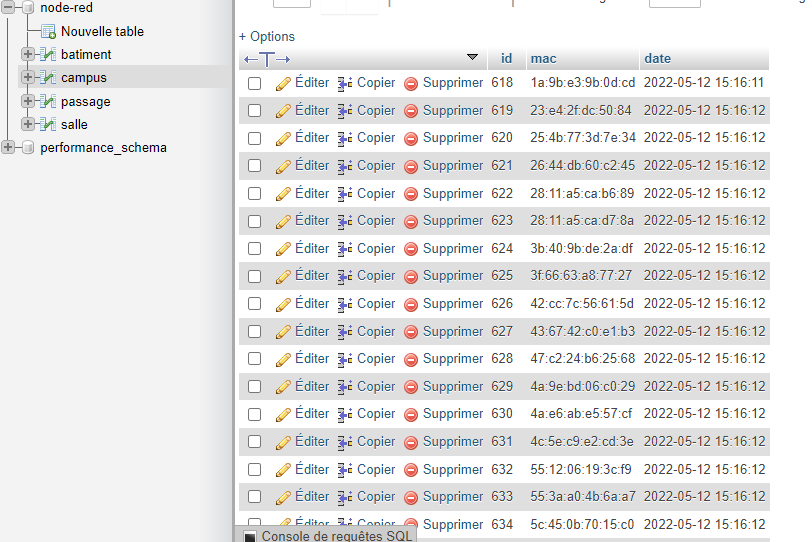 node-red
Nouvelle table
batiment
campus
passage
salle
performance_schema
+ Options
id mac date
Éditer Copier Supprimer 618 1a:9b:e3:9b:0d:cd 2022-05-12 15:16:11
Éditer Copier Supprimer 619 23:e4:2f:dc:50:84 2022-05-12 15:16:12
Éditer Copier Supprimer 620 25:4b:77:3d:7e:34 2022-05-12 15:16:12
Éditer Copier Supprimer 621 26:44:db:60:c2:45 2022-05-12 15:16:12
Éditer Copier Supprimer 622 28:11:a5:ca:b6:89 2022-05-12 15:16:12
Éditer Copier Supprimer 623 28:11:a5:ca:d7:8a 2022-05-12 15:16:12
Éditer Copier Supprimer 624 3b:40:9b:de:2a:df 2022-05-12 15:16:12
Éditer Copier Supprimer 625 3f:66:63:a8:77:27 2022-05-12 15:16:12
Éditer Copier Supprimer 626 42:cc:7c:56:61:5d 2022-05-12 15:16:12
Éditer Copier Supprimer 627 43:67:42:c0:e1:b3 2022-05-12 15:16:12
Éditer Copier Supprimer 628 47:c2:24:b6:25:68 2022-05-12 15:16:12
Éditer Copier Supprimer 629 4a:9e:bd:06:c0:29 2022-05-12 15:16:12
Éditer Copier Supprimer 630 4a:e6:ab:e5:57:cf 2022-05-12 15:16:12
Éditer Copier Supprimer 631 4c:5e:c9:e2:cd:3e 2022-05-12 15:16:12
Éditer Copier Supprimer 632 55:12:06:19:3c:f9 2022-05-12 15:16:12
Éditer Copier Supprimer 633 55:3a:a0:4b:6a:a7 2022-05-12 15:16:12
Éditer Copier Supprimer 634 5c:45:0b:70:15:c0 2022-05-12 15:16:12
Console de requêtes SQL